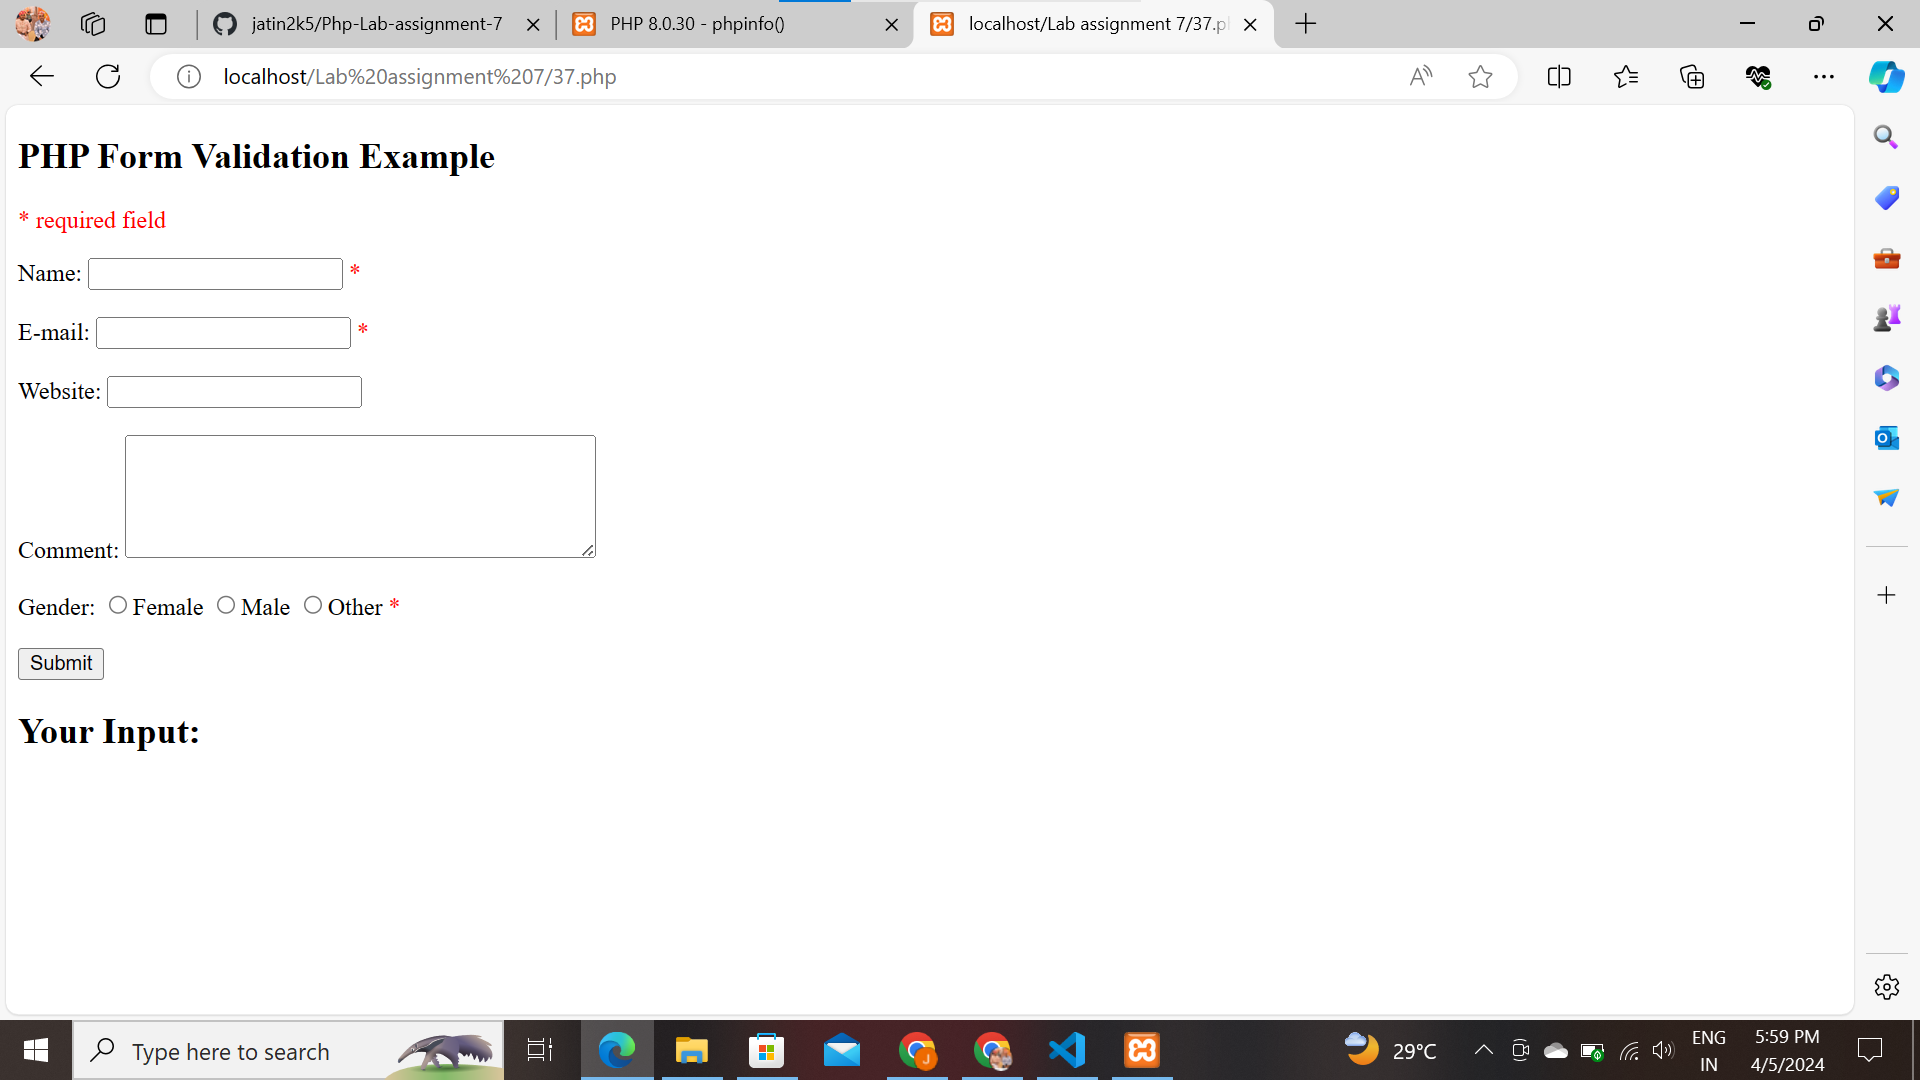 jatin2k5/Php-Lab-assignment-7
PHP 8.0.30 - phpinfo()
localhost/Lab assignment 7/37.p
localhost/Lab%20assignment%207/37.php
PHP Form Validation Example
* required field
Name: *
E-mail: *
Website:
Comment:
Gender: Female Male Other *
Submit
Your Input:
Type here to search
29°C
ENG
IN
5:59 PM
4/5/2024